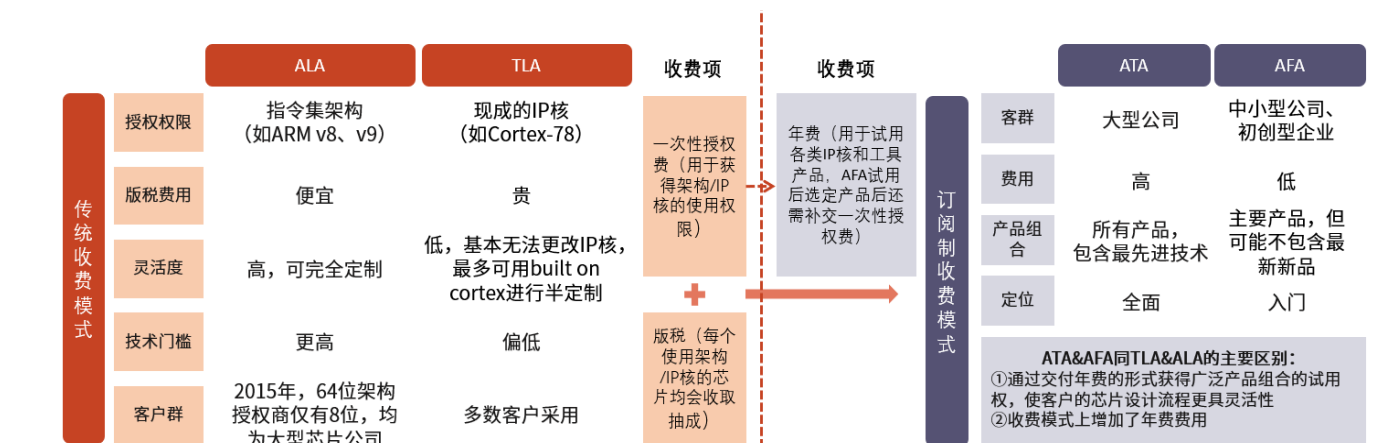 ALA
TLA
收费项
传统收费模式
授权权限
指令集架构
（如ARM v8、v9）
现成的IP核
（如Cortex-78）
版税费用
便宜
贵
灵活度
高，可完全定制
低，基本无法更改IP核，
最多可用built on
cortex进行半定制
技术门槛
更高
偏低
客户群
2015年，64位架构
授权商仅有8位，均
为大型芯片公司
多数客户采用
一次性授权
费（用于获
得架构/IP
核的使用权
限）
版税（每个
使用架构
/IP核的芯
片均会收取
抽成）
收费项
年费（用于试用
各类IP核和工具
产品，AFA试用
后选定产品后还
需补交一次性授
权费）
订阅制收费模式
ATA
AFA
客群
大型公司
中小型公司、
初创型企业
费用
高
低
产品组
合
所有产品，
包含最先进技术
主要产品，但
可能不包含最
新新品
定位
全面
入门
ATA&AFA同TLA&ALA的主要区别：
①通过交付年费的形式获得广泛产品组合的试用
权，使客户的芯片设计流程更具灵活性
②收费模式上增加了年费费用